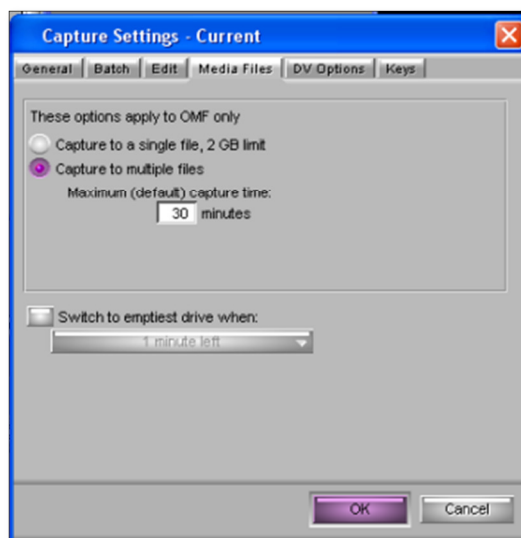 Capture Settings - Current
General Batch Edit Media Files DV Options Keys
These options apply to OMF only
Capture to a single file, 2 GB limit
Capture to multiple files
Maximum (default) capture time:
30 minutes
Switch to emptiest drive when:
1 minute left
OK Cancel